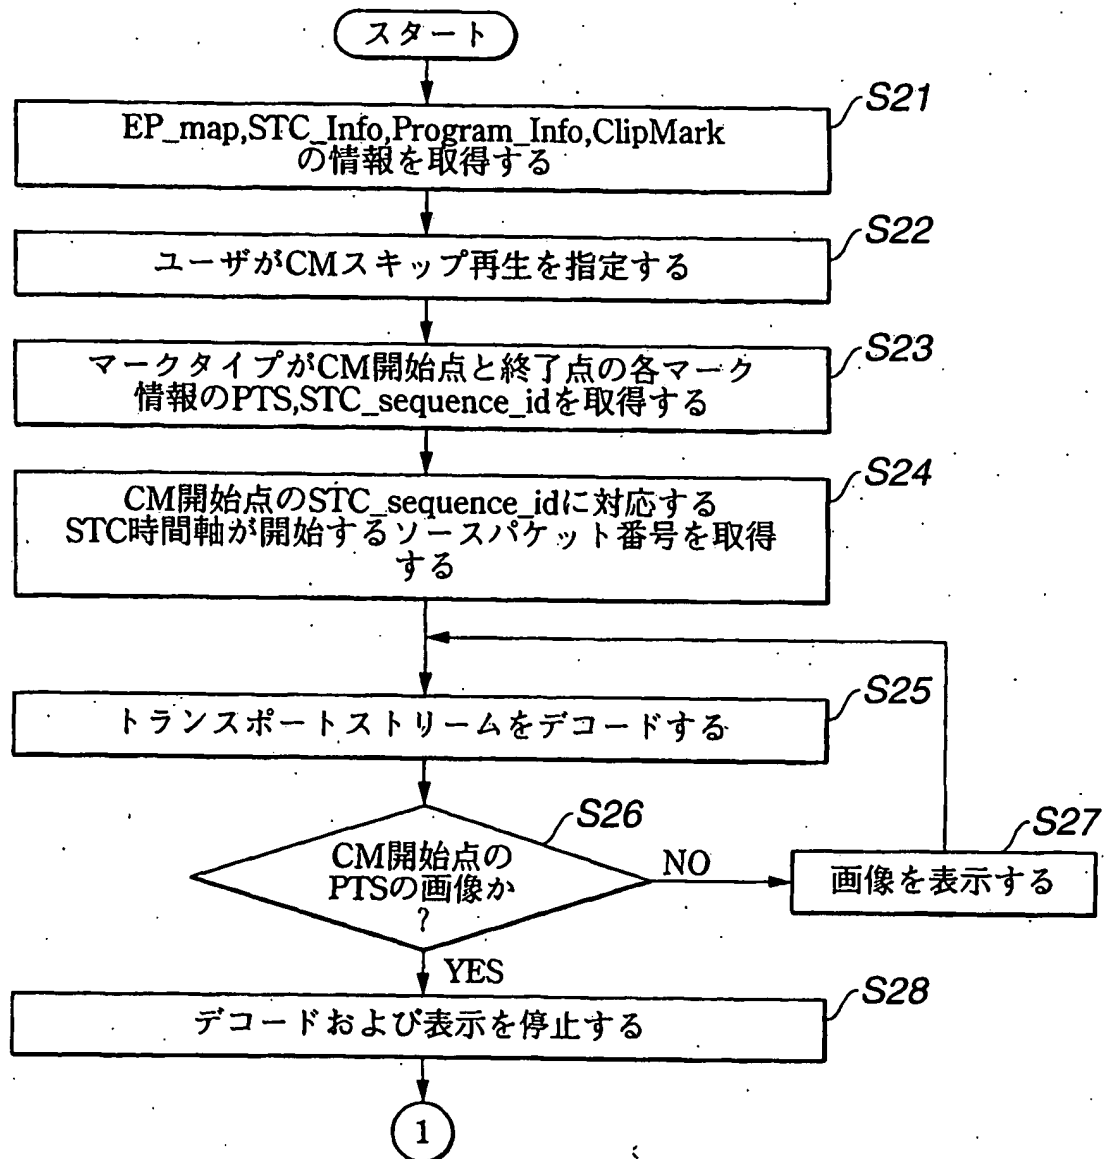 スタート
S21
EP_map,STC_Info,Program_Info,ClipMark
の情報を取得する
S22
ユーザがCMスキップ再生を指定する
S23
マークタイプがCM開始点と終了点の各マーク
情報のPTS,STC_sequence_idを取得する
S24
CM開始点のSTC_sequence_idに対応する
STC時間軸が開始するソースパケット番号を取得
する
S25
トランスポートストリームをデコードする
S26
CM開始点の
PTSの画像か
?
NO
S27
画像を表示する
YES
S28
デコードおよび表示を停止する
1